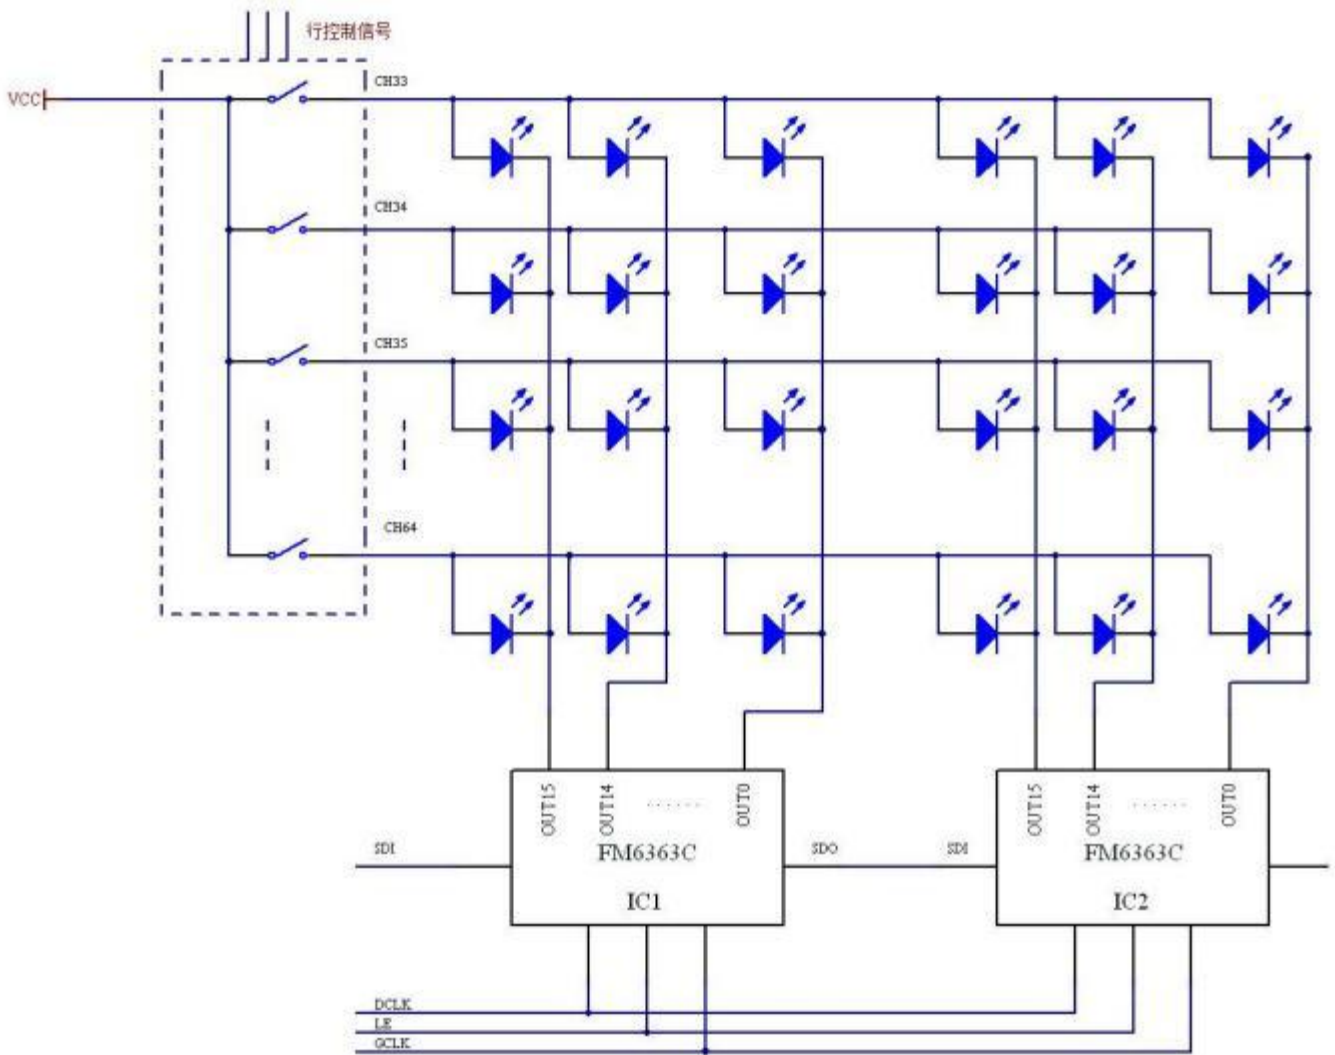 行控制信号
VCC
CH33
CH34
CH35
CH64
OUT15 OUT14 ...... OUT0
OUT15 OUT14 ...... OUT0
SDI
FM6363C
SDO
SDI
FM6363C
IC1
IC2
DCLK
LE
GCLK